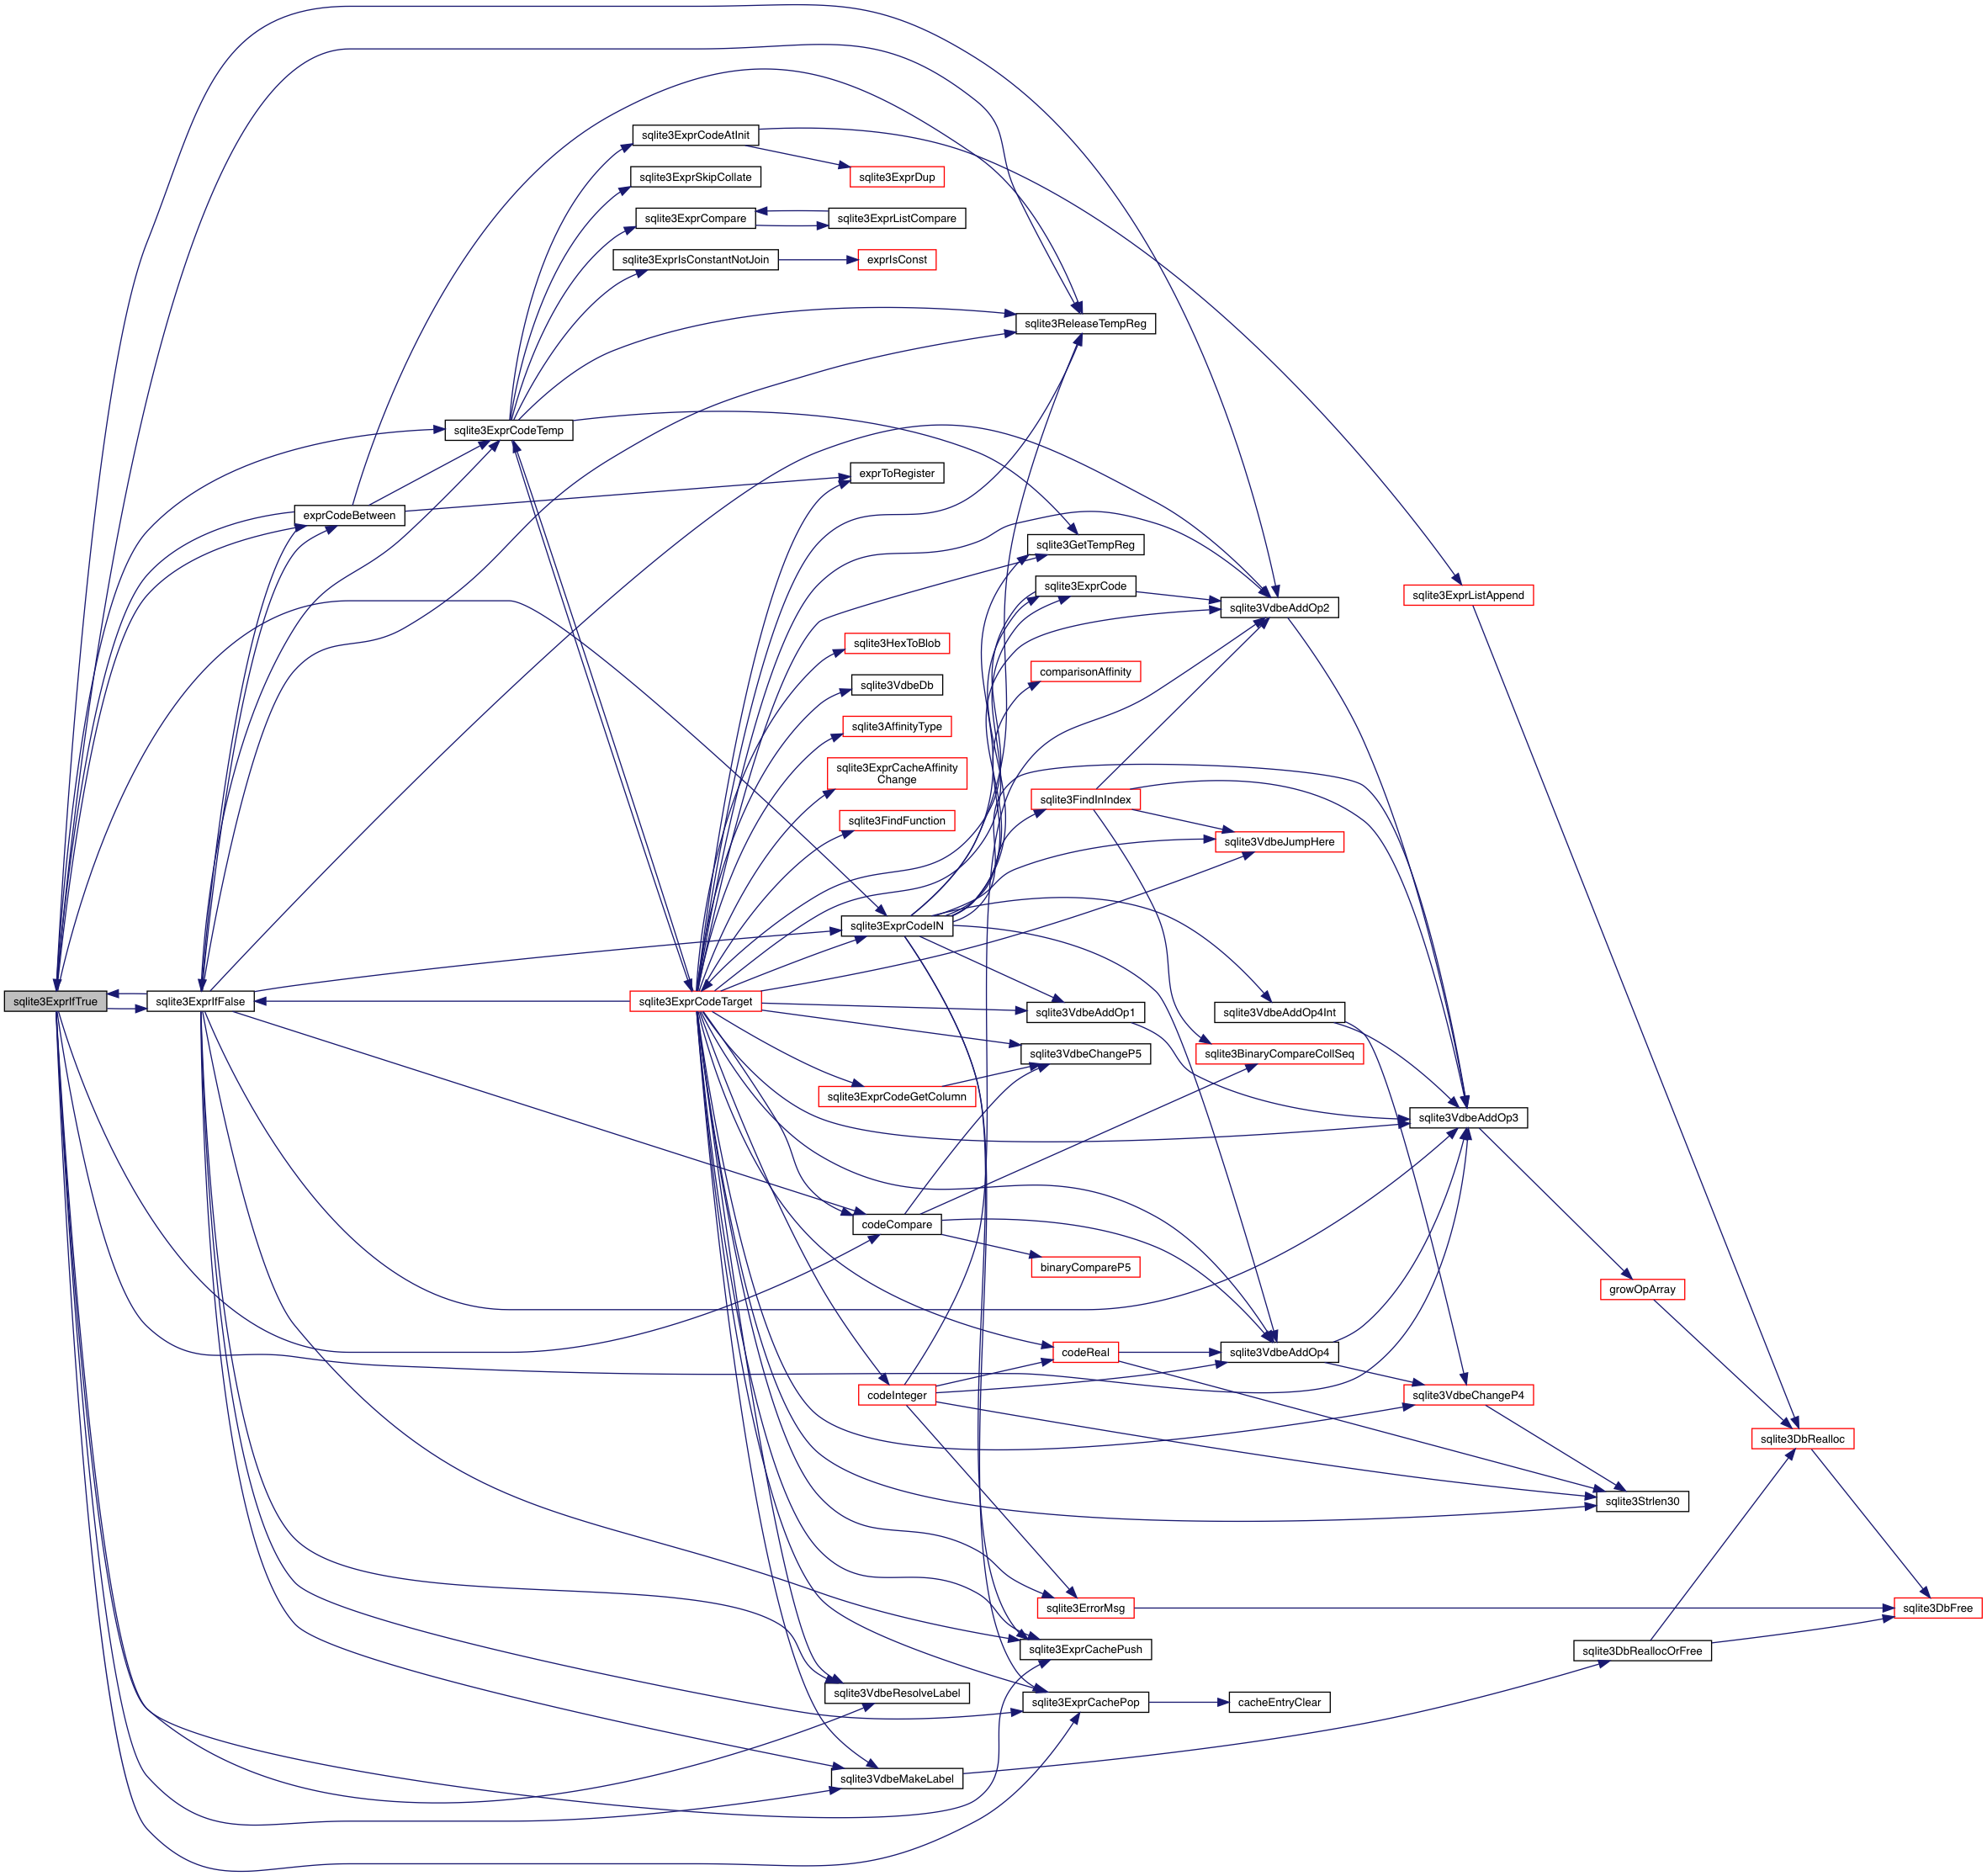 sqlite3ExprCodeAtInit
sqlite3ExprSkipCollate
sqlite3ExprDup
sqlite3ExprCompare
sqlite3ExprListCompare
sqlite3ExprIsConstantNotJoin
exprIsConst
sqlite3ReleaseTempReg
sqlite3ExprCodeTemp
exprToRegister
exprCodeBetween
sqlite3GetTempReg
sqlite3ExprCode
sqlite3VdbeAddOp2
sqlite3ExprListAppend
sqlite3HexToBlob
comparisonAffinity
sqlite3VdbeDb
sqlite3AffinityType
sqlite3ExprCacheAffinity
Change
sqlite3FindInIndex
sqlite3FindFunction
sqlite3VdbeJumpHere
sqlite3ExprCodeIN
sqlite3ExprIfTrue
sqlite3ExprIfFalse
sqlite3ExprCodeTarget
sqlite3VdbeAddOp1
sqlite3VdbeAddOp4Int
sqlite3VdbeChangeP5
sqlite3BinaryCompareCollSeq
sqlite3ExprCodeGetColumn
sqlite3VdbeAddOp3
codeCompare
binaryCompareP5
growOpArray
codeReal
sqlite3VdbeAddOp4
codeInteger
sqlite3VdbeChangeP4
sqlite3DbRealloc
sqlite3Strlen30
sqlite3ErrorMsg
sqlite3DbFree
sqlite3ExprCachePush
sqlite3DbReallocOrFree
sqlite3VdbeResolveLabel
sqlite3ExprCachePop
cacheEntryClear
sqlite3VdbeMakeLabel